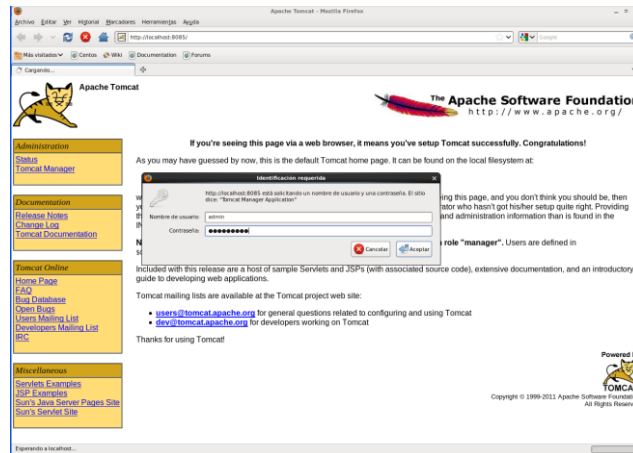 Apache Tomcat - Mozilla Firefox
Archivo Editar Ver Historial Marcadores Herramientas Ayuda
http://localhost:8085/
Google
Más visitados Centos Wiki Documentation Forums
Cargando...
Apache Tomcat
The Apache Software Foundation
http://www.apache.org/
Administration
Status
Tomcat Manager
Documentation
Release Notes
Change Log
Tomcat Documentation
Tomcat Online
Home Page
FAQ
Bug Database
Open Bugs
Users Mailing List
Developers Mailing List
IRC
Miscellaneous
Servlets Examples
JSP Examples
Sun's Java Server Pages Site
Sun's Servlet Site
If you're seeing this page via a web browser, it means you've setup Tomcat successfully. Congratulations!
As you may have guessed by now, this is the default Tomcat home page. It can be found on the local filesystem at:
ing this page, and you don't think you should be, then
ator who hasn't got his/her setup quite right. Providing
and administration information than is found in the
role "manager". Users are defined in
Identificación requerida
http://localhost:8085 está solicitando un nombre de usuario y una contraseña. El sitio
dice: "Tomcat Manager Application"
Nombre de usuario: admin
Contraseña: ●●●●●●●●●
Cancelar Aceptar
Included with this release are a host of sample Servlets and JSPs (with associated source code), extensive documentation, and an introductory
guide to developing web applications.
Tomcat mailing lists are available at the Tomcat project web site:
users@tomcat.apache.org for general questions related to configuring and using Tomcat
dev@tomcat.apache.org for developers working on Tomcat
Thanks for using Tomcat!
Powered
TOMCA
Copyright © 1999-2011 Apache Software Foundati
All Rights Reserve
Esperando a localhost...